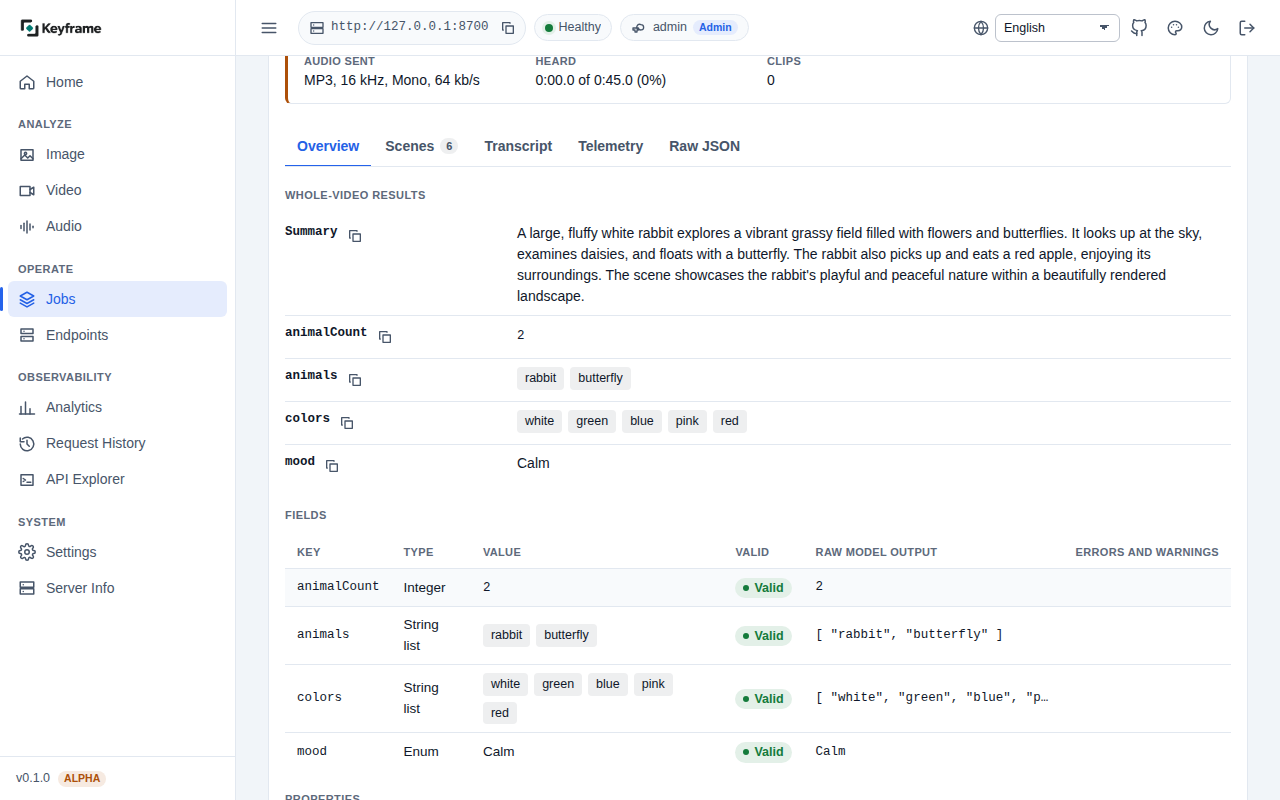 Keyframe
http://127.0.0.1:8700
Healthy
admin Admin
English
Home
ANALYZE
Image
Video
Audio
OPERATE
Jobs
Endpoints
OBSERVABILITY
Analytics
Request History
API Explorer
SYSTEM
Settings
Server Info
v0.1.0 ALPHA
AUDIO SENT HEARD CLIPS
MP3, 16 kHz, Mono, 64 kb/s 0:00.0 of 0:45.0 (0%) 0
Overview Scenes 6 Transcript Telemetry Raw JSON
WHOLE-VIDEO RESULTS
Summary A large, fluffy white rabbit explores a vibrant grassy field filled with flowers and butterflies. It looks up at the sky,
examines daisies, and floats with a butterfly. The rabbit also picks up and eats a red apple, enjoying its
surroundings. The scene showcases the rabbit's playful and peaceful nature within a beautifully rendered
landscape.
animalCount 2
animals rabbit butterfly
colors white green blue pink red
mood Calm
FIELDS
KEY TYPE VALUE VALID RAW MODEL OUTPUT ERRORS AND WARNINGS
animalCount Integer 2 Valid 2
animals String list rabbit butterfly Valid [ "rabbit", "butterfly" ]
colors String list white green blue pink red Valid [ "white", "green", "blue", "p…
mood Enum Calm Valid Calm
PROPERTIES